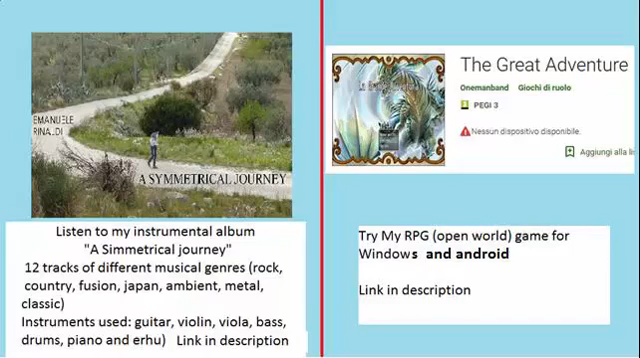 EMANUELE
RINALDI
A SYMMETRICAL JOURNEY
Listen to my instrumental album
"A Simmetrical journey"
12 tracks of different musical genres (rock,
country, fusion, japan, ambient, metal,
classic)
Instruments used: guitar, violin, viola, bass,
drums, piano and erhu) Link in description
The Great Adventure
Onemanband Giochi di ruolo
PEGI 3
Nessun dispositivo disponibile.
Aggiungi alla lis
Try My RPG (open world) game for
Windows and android
Link in description